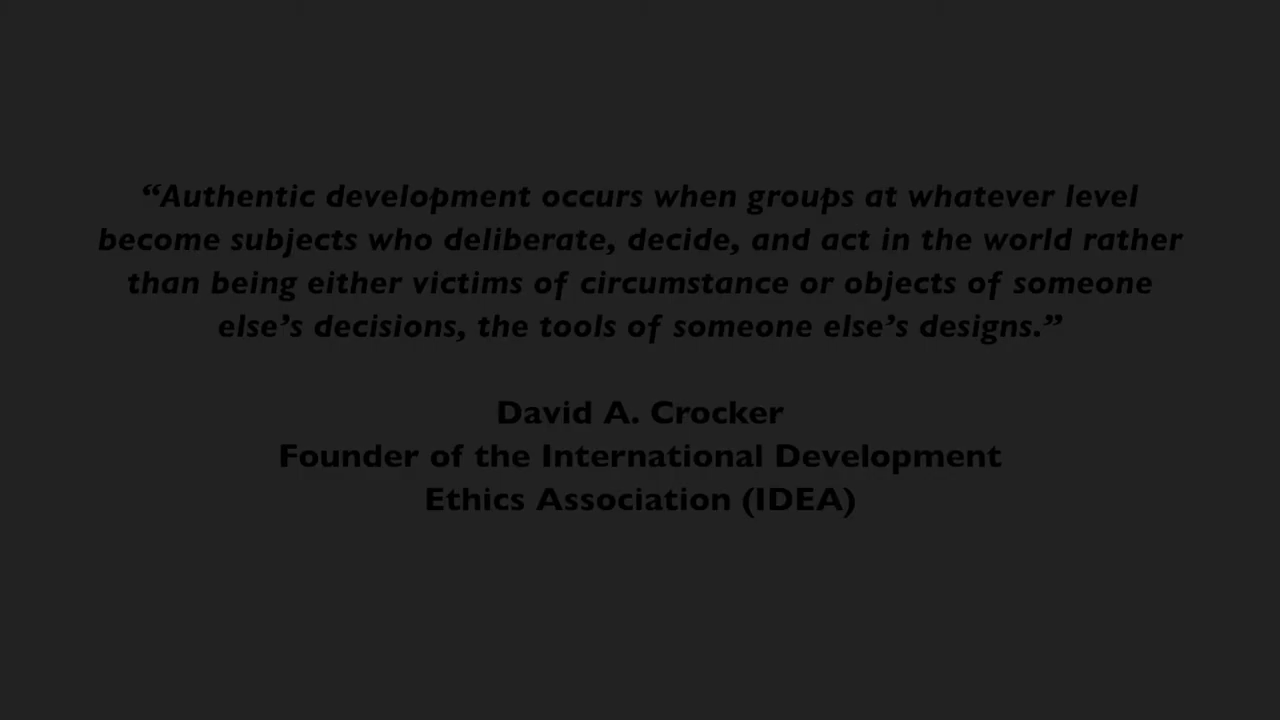 “Authentic development occurs when groups at whatever level
become subjects who deliberate, decide, and act in the world rather
than being either victims of circumstance or objects of someone
else’s decisions, the tools of someone else’s designs.”
David A. Crocker
Founder of the International Development
Ethics Association (IDEA)